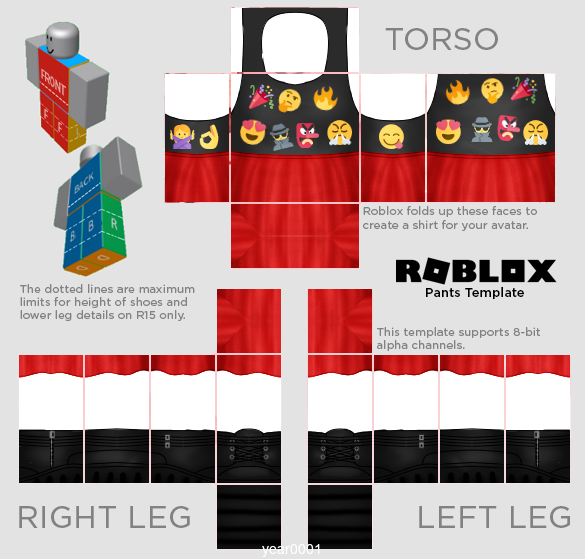 TORSO
FRONT
F
F
L
BACK
B
B
R
Roblox folds up these faces to
create a shirt for your avatar.
The dotted lines are maximum
limits for height of shoes and
lower leg details on R15 only.
ROBLOX
Pants Template
This template supports 8-bit
alpha channels.
RIGHT LEG
LEFT LEG
year0001